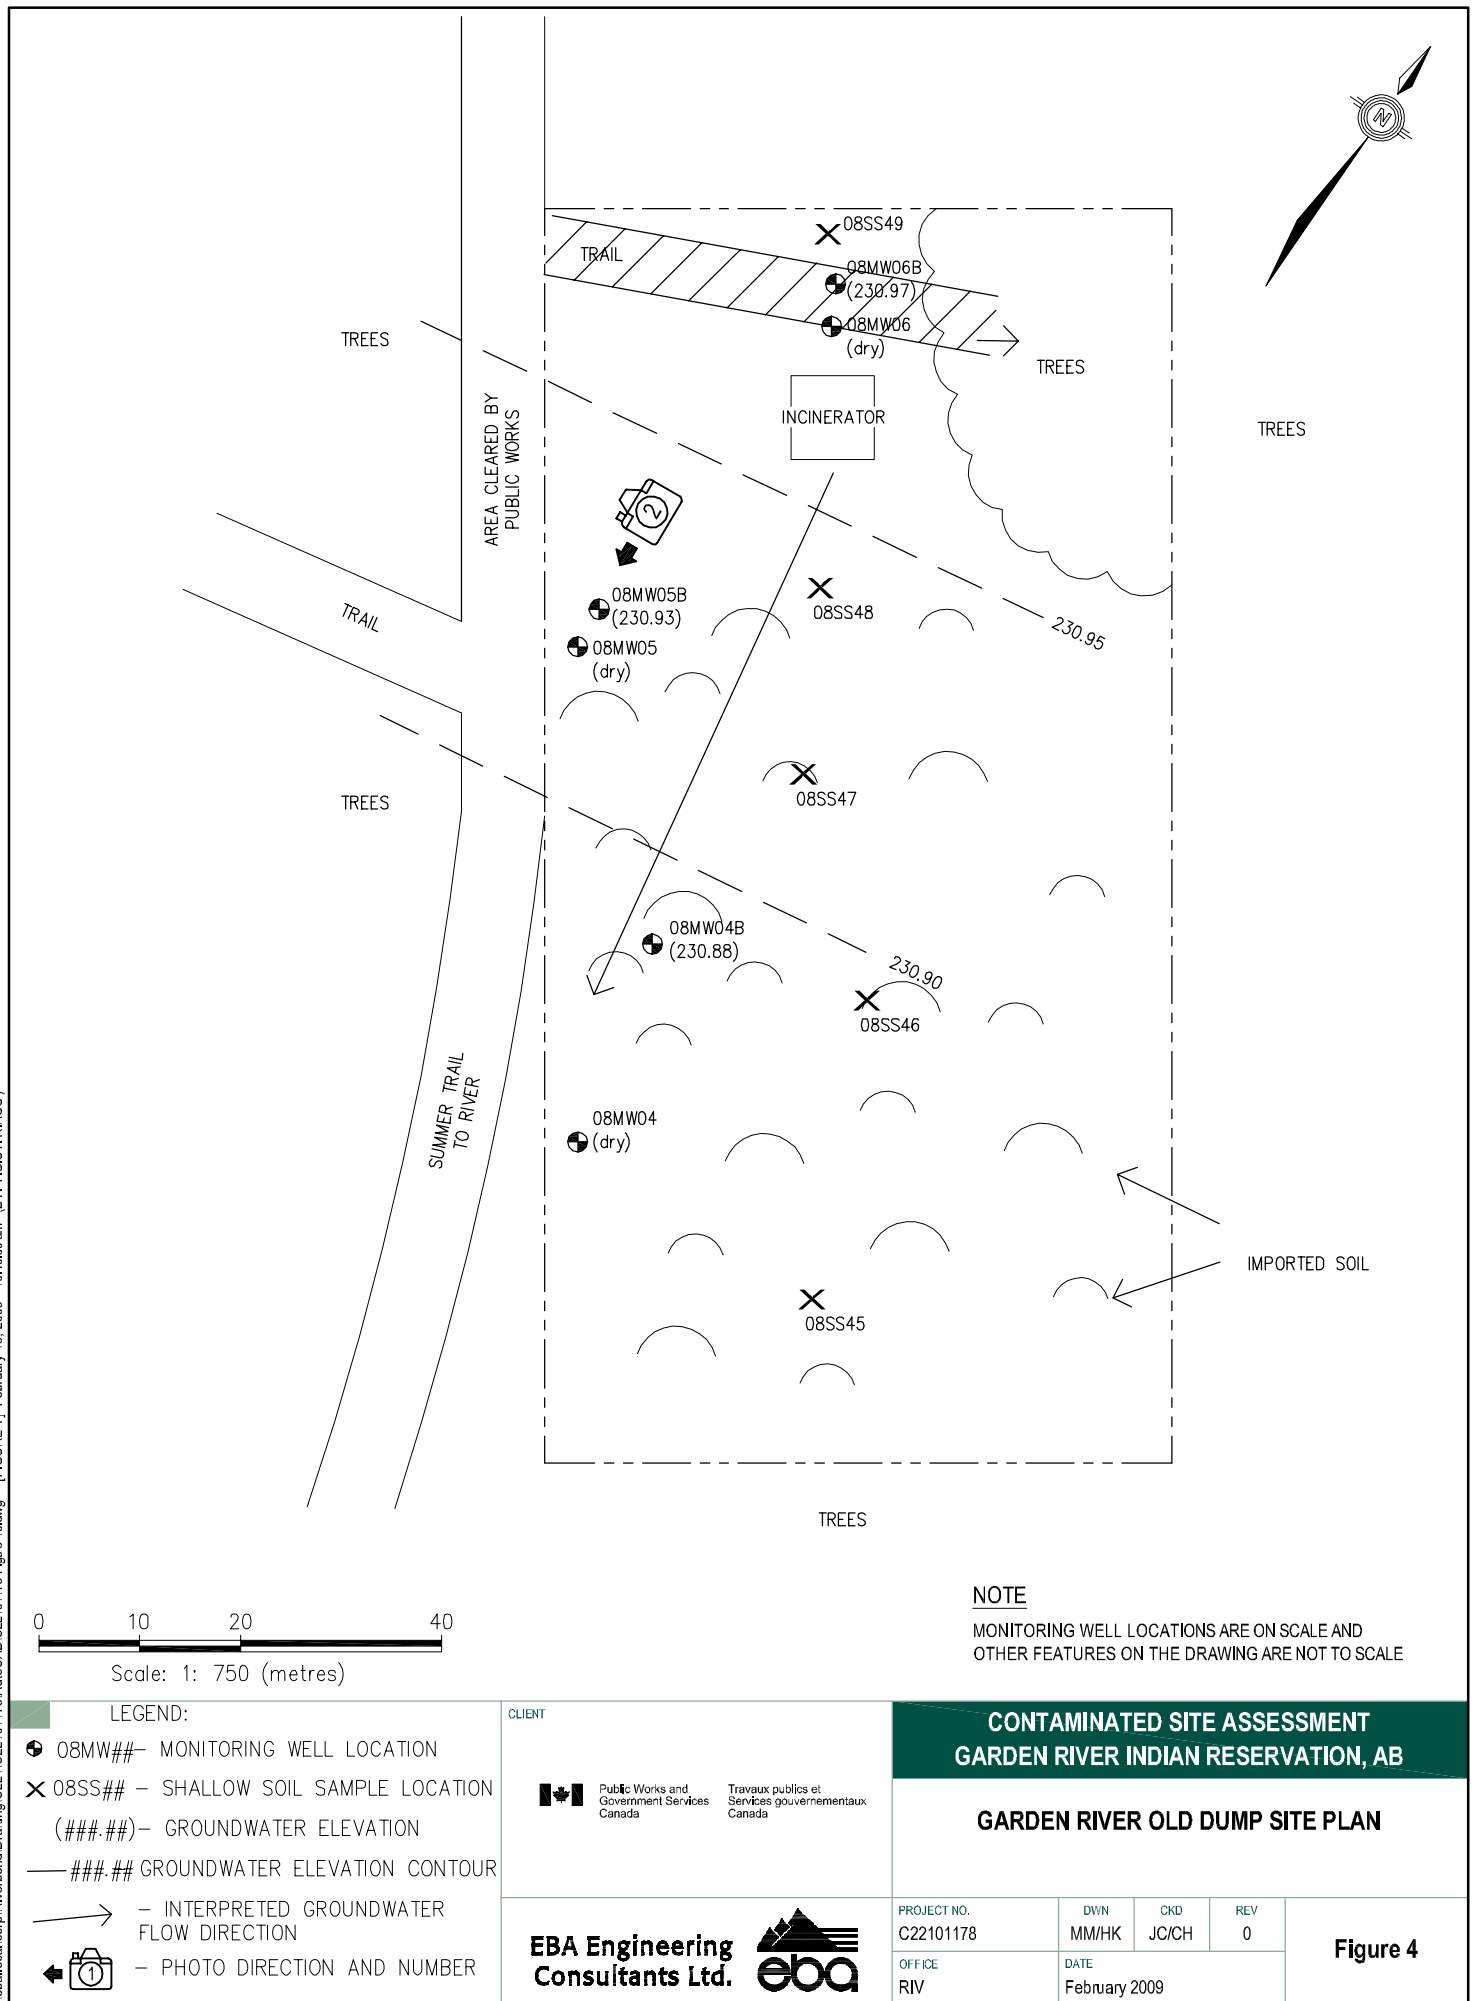 N
08SS49
TRAIL
08MW06B
(230.97)
08MW06
(dry)
TREES
TREES
TREES
INCINERATOR
AREA CLEARED BY
PUBLIC WORKS
2
08MW05B
(230.93)
08SS48
230.95
TRAIL
08MW05
(dry)
08SS47
TREES
08MW04B
(230.88)
230.90
08SS46
SUMMER TRAIL
TO RIVER
08MW04
(dry)
IMPORTED SOIL
08SS45
TREES
NOTE
MONITORING WELL LOCATIONS ARE ON SCALE AND
OTHER FEATURES ON THE DRAWING ARE NOT TO SCALE
0 10 20 40
Scale: 1: 750 (metres)
LEGEND:
08MW##- MONITORING WELL LOCATION
08SS## - SHALLOW SOIL SAMPLE LOCATION
(###.##)- GROUNDWATER ELEVATION
###.## GROUNDWATER ELEVATION CONTOUR
- INTERPRETED GROUNDWATER
FLOW DIRECTION
1 - PHOTO DIRECTION AND NUMBER
CLIENT
Public Works and
Government Services
Canada
Travaux publics et
Services gouvernementaux
Canada
EBA Engineering
Consultants Ltd.
eba
CONTAMINATED SITE ASSESSMENT
GARDEN RIVER INDIAN RESERVATION, AB
GARDEN RIVER OLD DUMP SITE PLAN
PROJECT NO.
C22101178
DWN
MM/HK
CKD
JC/CH
REV
0
OFFICE
RIV
DATE
February 2009
Figure 4